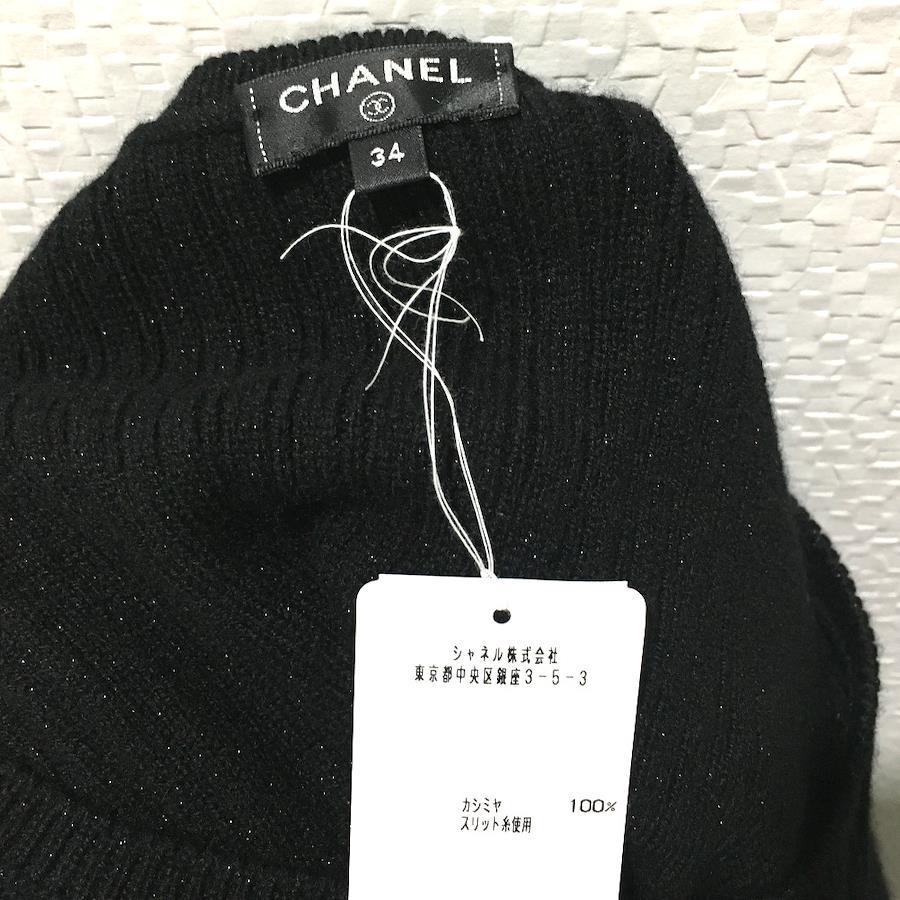 CHANEL
34
シャネル株式会社
東京都中央区銀座3-5-3
カシミヤ 100%
スリット糸使用